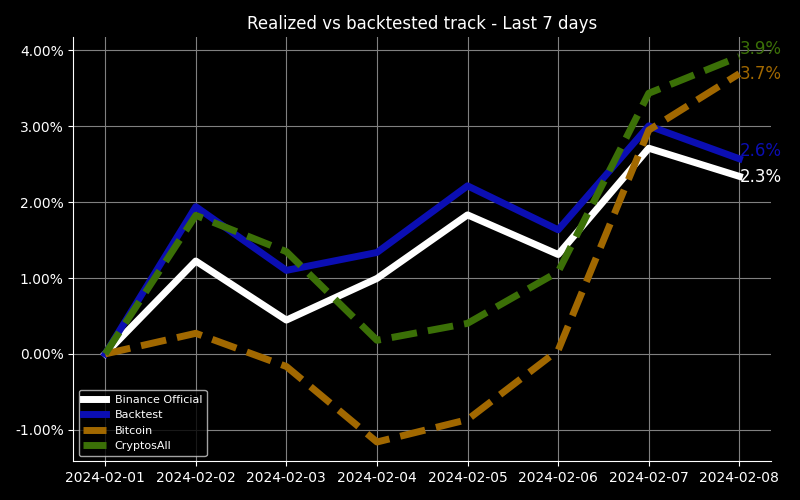 Realized vs backtested track - Last 7 days
4.00%
3.00%
2.00%
1.00%
0.00%
-1.00%
3.9%
3.7%
2.6%
2.3%
Binance Official
Backtest
Bitcoin
CryptosAll
2024-02-01 2024-02-02 2024-02-03 2024-02-04 2024-02-05 2024-02-06 2024-02-07 2024-02-08